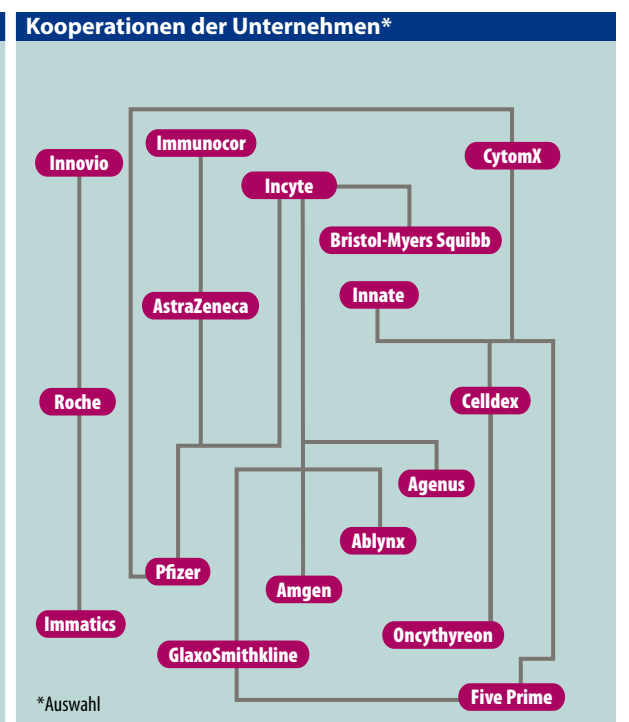 Kooperationen der Unternehmen*
Immunocor
CytomX
Innovio
Incyte
Bristol-Myers Squibb
Innate
AstraZeneca
Roche
Celldex
Agenus
Ablynx
Pfizer
Amgen
Immatics
Oncythyreon
GlaxoSmithkline
Five Prime
*Auswahl